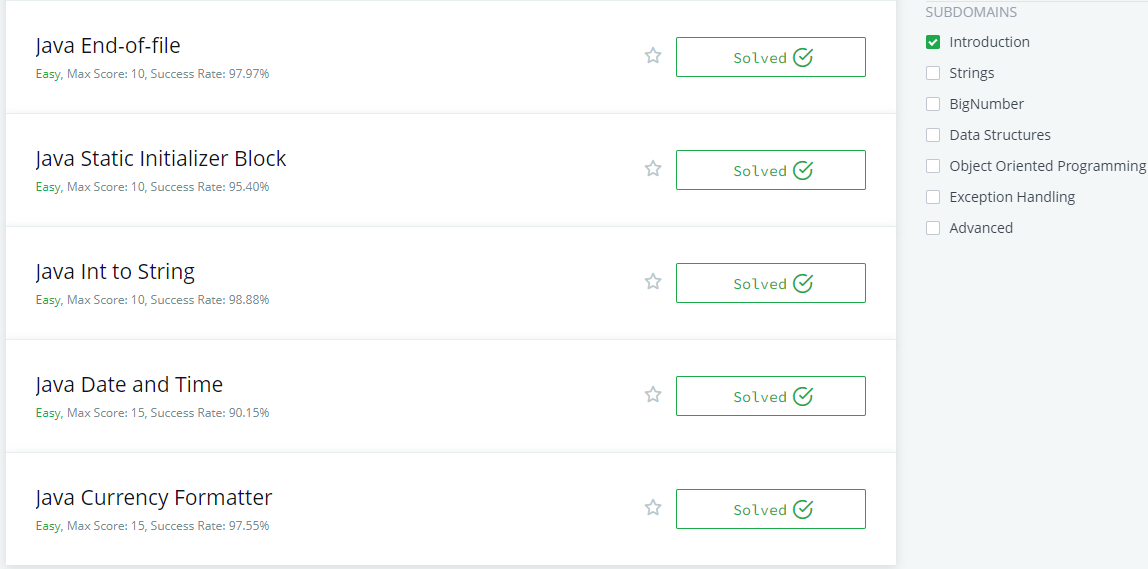 Java End-of-file
Easy, Max Score: 10, Success Rate: 97.97%
Solved
Java Static Initializer Block
Easy, Max Score: 10, Success Rate: 95.40%
Solved
Java Int to String
Easy, Max Score: 10, Success Rate: 98.88%
Solved
Java Date and Time
Easy, Max Score: 15, Success Rate: 90.15%
Solved
Java Currency Formatter
Easy, Max Score: 15, Success Rate: 97.55%
Solved
SUBDOMAINS
Introduction
Strings
BigNumber
Data Structures
Object Oriented Programming
Exception Handling
Advanced